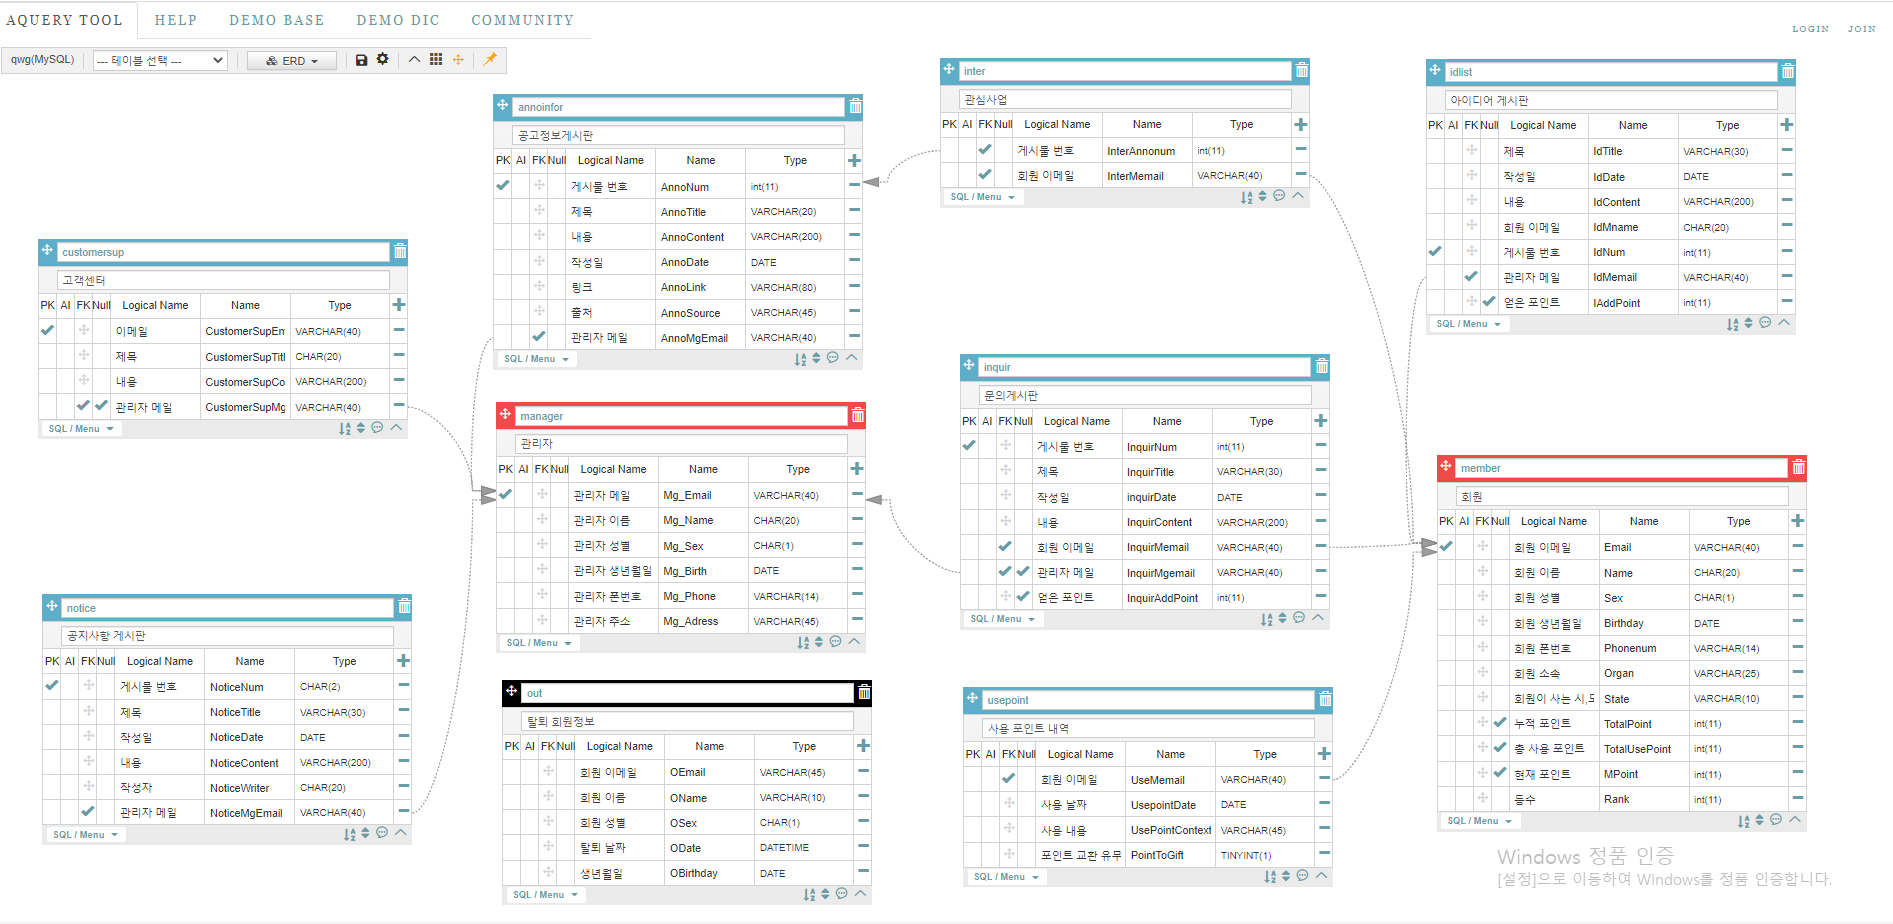 AQUERY TOOL HELP DEMO BASE DEMO DIC COMMUNITY
LOGIN JOIN
qwg(MySQL) --- 테이블 선택 --- ERD
annoinfor
공고정보게시판
PK AI FK Null Logical Name Name Type
게시물 번호 AnnoNum int(11)
제목 AnnoTitle VARCHAR(20)
내용 AnnoContent VARCHAR(200)
작성일 AnnoDate DATE
링크 AnnoLink VARCHAR(80)
출처 AnnoSource VARCHAR(45)
관리자 메일 AnnoMgEmail VARCHAR(40)
SQL / Menu
inter
관심사업
PK AI FK Null Logical Name Name Type
게시물 번호 InterAnnonum int(11)
회원 이메일 InterMemail VARCHAR(40)
SQL / Menu
idlist
아이디어 게시판
PK AI FK Null Logical Name Name Type
제목 IdTitle VARCHAR(30)
작성일 IdDate DATE
내용 IdContent VARCHAR(200)
회원 이메일 IdMname CHAR(20)
게시물 번호 IdNum int(11)
관리자 메일 IdMemail VARCHAR(40)
얻은 포인트 IAddPoint int(11)
SQL / Menu
customersup
고객센터
PK AI FK Null Logical Name Name Type
이메일 CustomerSupEm VARCHAR(40)
제목 CustomerSupTitl CHAR(20)
내용 CustomerSupCo VARCHAR(200)
관리자 메일 CustomerSupMg VARCHAR(40)
SQL / Menu
manager
관리자
PK AI FK Null Logical Name Name Type
관리자 메일 Mg_Email VARCHAR(40)
관리자 이름 Mg_Name CHAR(20)
관리자 성별 Mg_Sex CHAR(1)
관리자 생년월일 Mg_Birth DATE
관리자 폰번호 Mg_Phone VARCHAR(14)
관리자 주소 Mg_Adress VARCHAR(45)
SQL / Menu
inquir
문의게시판
PK AI FK Null Logical Name Name Type
게시물 번호 InquirNum int(11)
제목 InquirTitle VARCHAR(30)
작성일 inquirDate DATE
내용 InquirContent VARCHAR(200)
회원 이메일 InquirMemail VARCHAR(40)
관리자 메일 InquirMgemail VARCHAR(40)
얻은 포인트 InquirAddPoint int(11)
SQL / Menu
member
회원
PK AI FK Null Logical Name Name Type
회원 이메일 Email VARCHAR(40)
회원 이름 Name CHAR(20)
회원 성별 Sex CHAR(1)
회원 생년월일 Birthday DATE
회원 폰번호 Phonenum VARCHAR(14)
회원 소속 Organ VARCHAR(25)
회원이 사는 시,도 State VARCHAR(10)
누적 포인트 TotalPoint int(11)
총 사용 포인트 TotalUsePoint int(11)
현재 포인트 MPoint int(11)
등수 Rank int(11)
SQL / Menu
notice
공지사항 게시판
PK AI FK Null Logical Name Name Type
게시물 번호 NoticeNum CHAR(2)
제목 NoticeTitle VARCHAR(30)
작성일 NoticeDate DATE
내용 NoticeContent VARCHAR(200)
작성자 NoticeWriter CHAR(20)
관리자 메일 NoticeMgEmail VARCHAR(40)
SQL / Menu
out
탈퇴 회원정보
PK AI FK Null Logical Name Name Type
회원 이메일 OEmail VARCHAR(45)
회원 이름 OName VARCHAR(10)
회원 성별 OSex CHAR(1)
탈퇴 날짜 ODate DATETIME
생년월일 OBirthday DATE
SQL / Menu
usepoint
사용 포인트 내역
PK AI FK Null Logical Name Name Type
회원 이메일 UseMemail VARCHAR(40)
사용 날짜 UsepointDate DATE
사용 내용 UsePointContext VARCHAR(45)
포인트 교환 유무 PointToGift TINYINT(1)
SQL / Menu
Windows 정품 인증
[설정]으로 이동하여 Windows를 정품 인증합니다.